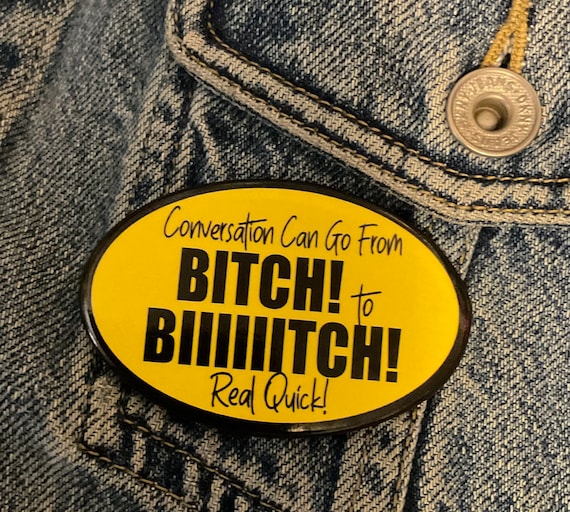 Conversation Can Go From
BITCH! to
BIIIIIITCH!
Real Quick!